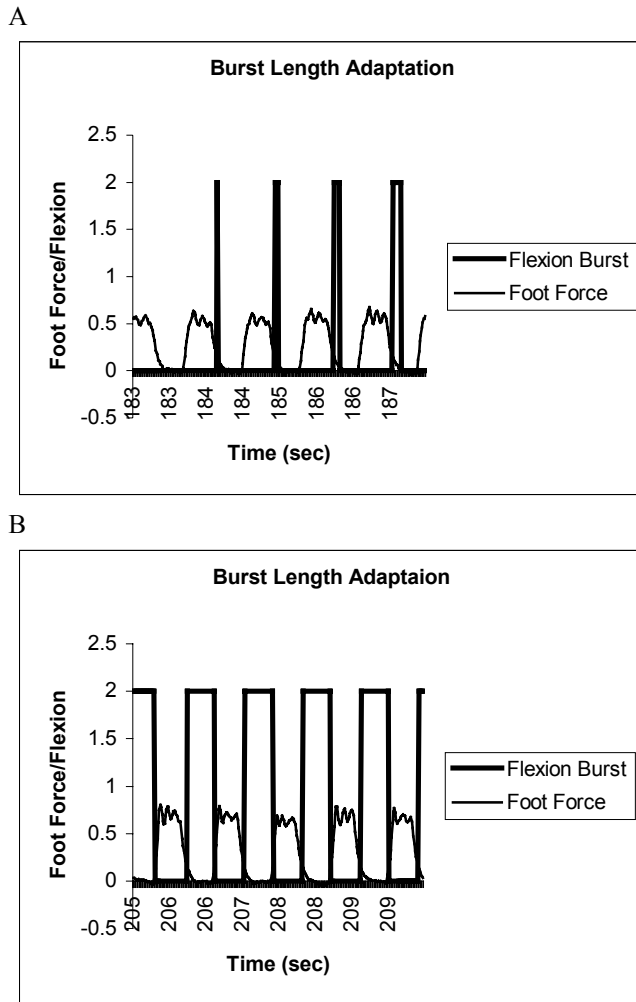 A
Burst Length Adaptation
2.5
2
1.5
1
0.5
0
-0.5
Foot Force/Flexion
183
183
184
184
185
186
186
187
Time (sec)
Flexion Burst
Foot Force
B
Burst Length Adaptaion
2.5
2
1.5
1
0.5
0
-0.5
Foot Force/Flexion
205
206
206
207
208
208
209
209
Time (sec)
Flexion Burst
Foot Force